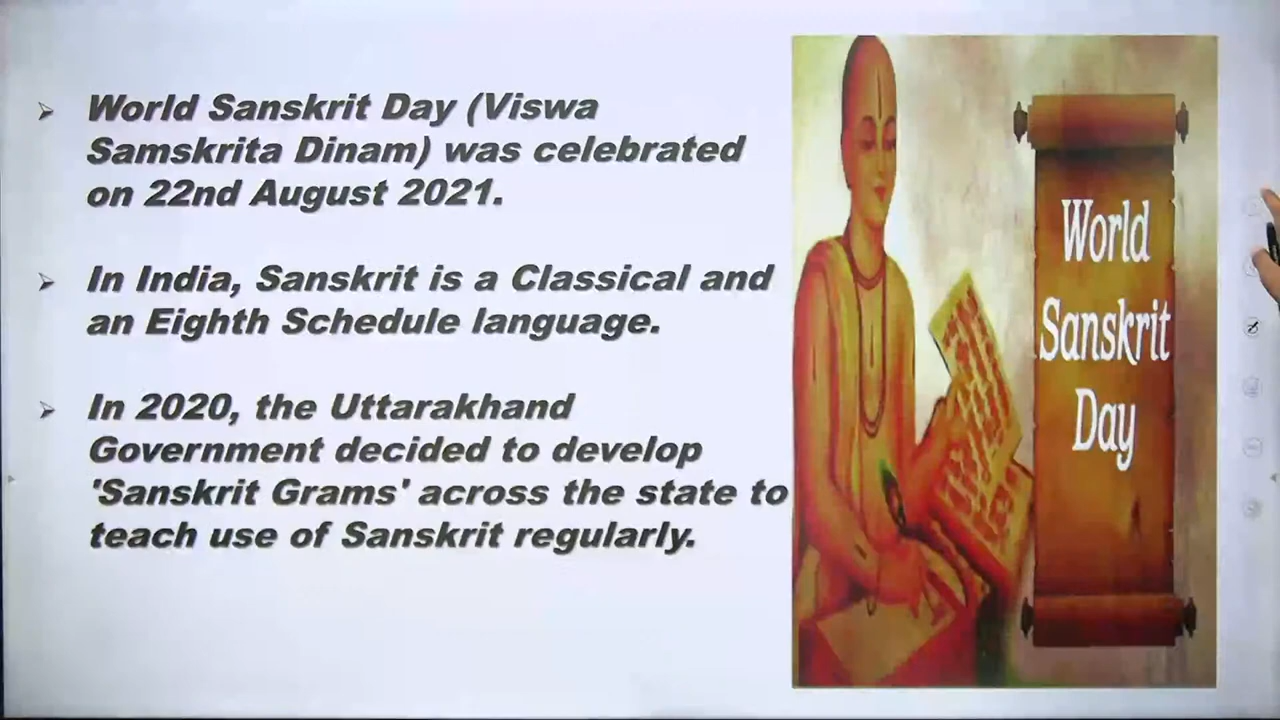 World Sanskrit Day (Viswa
Samskrita Dinam) was celebrated
on 22nd August 2021.
In India, Sanskrit is a Classical and
an Eighth Schedule language.
In 2020, the Uttarakhand
Government decided to develop
'Sanskrit Grams' across the state to
teach use of Sanskrit regularly.
World
Sanskrit
Day